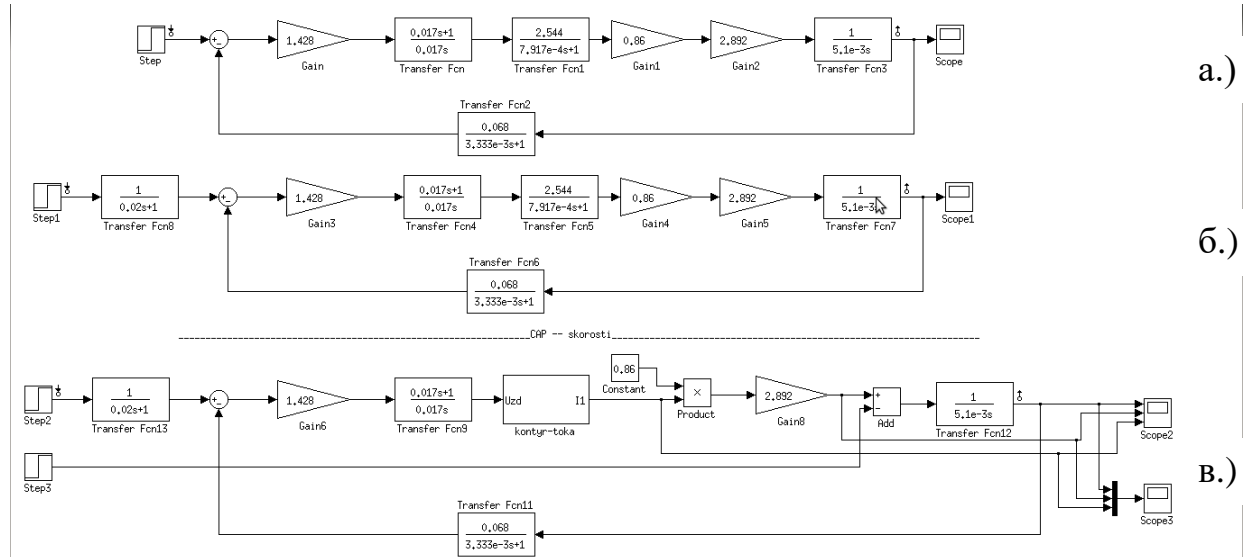 1.428
0.017s+1
0.017s
2.544
7.917e-4s+1
0.86
2.892
1
5.1e-3s
Step
Gain
Transfer Fcn
Transfer Fcn1
Gain1
Gain2
Transfer Fcn3
Scope
а.)
Transfer Fcn2
0.068
3.333e-3s+1
1
0.02s+1
1.428
0.017s+1
0.017s
2.544
7.917e-4s+1
0.86
2.892
1
5.1e-3
Step1
Transfer Fcn8
Gain3
Transfer Fcn4
Transfer Fcn5
Gain4
Gain5
Transfer Fcn7
Scope1
б.)
Transfer Fcn6
0.068
3.333e-3s+1
CAP -- skorosti
0.86
Constant
1
0.02s+1
1.428
0.017s+1
0.017s
Uzd
I1
×
2.892
+
−
1
5.1e-3s
Step2
Transfer Fcn13
Gain6
Transfer Fcn9
kontyr-toka
Product
Gain8
Add
Transfer Fcn12
Scope2
Step3
в.)
Scope3
Transfer Fcn11
0.068
3.333e-3s+1